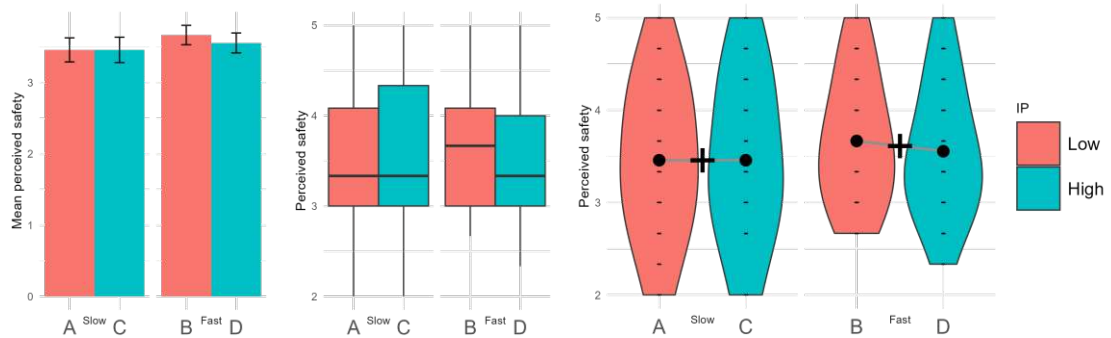 Mean perceived safety
3
2
1
0
A Slow C
B Fast D
Perceived safety
5
4
3
2
A Slow C
B Fast D
Perceived safety
5
4
3
2
A Slow C
B Fast D
IP
Low
High